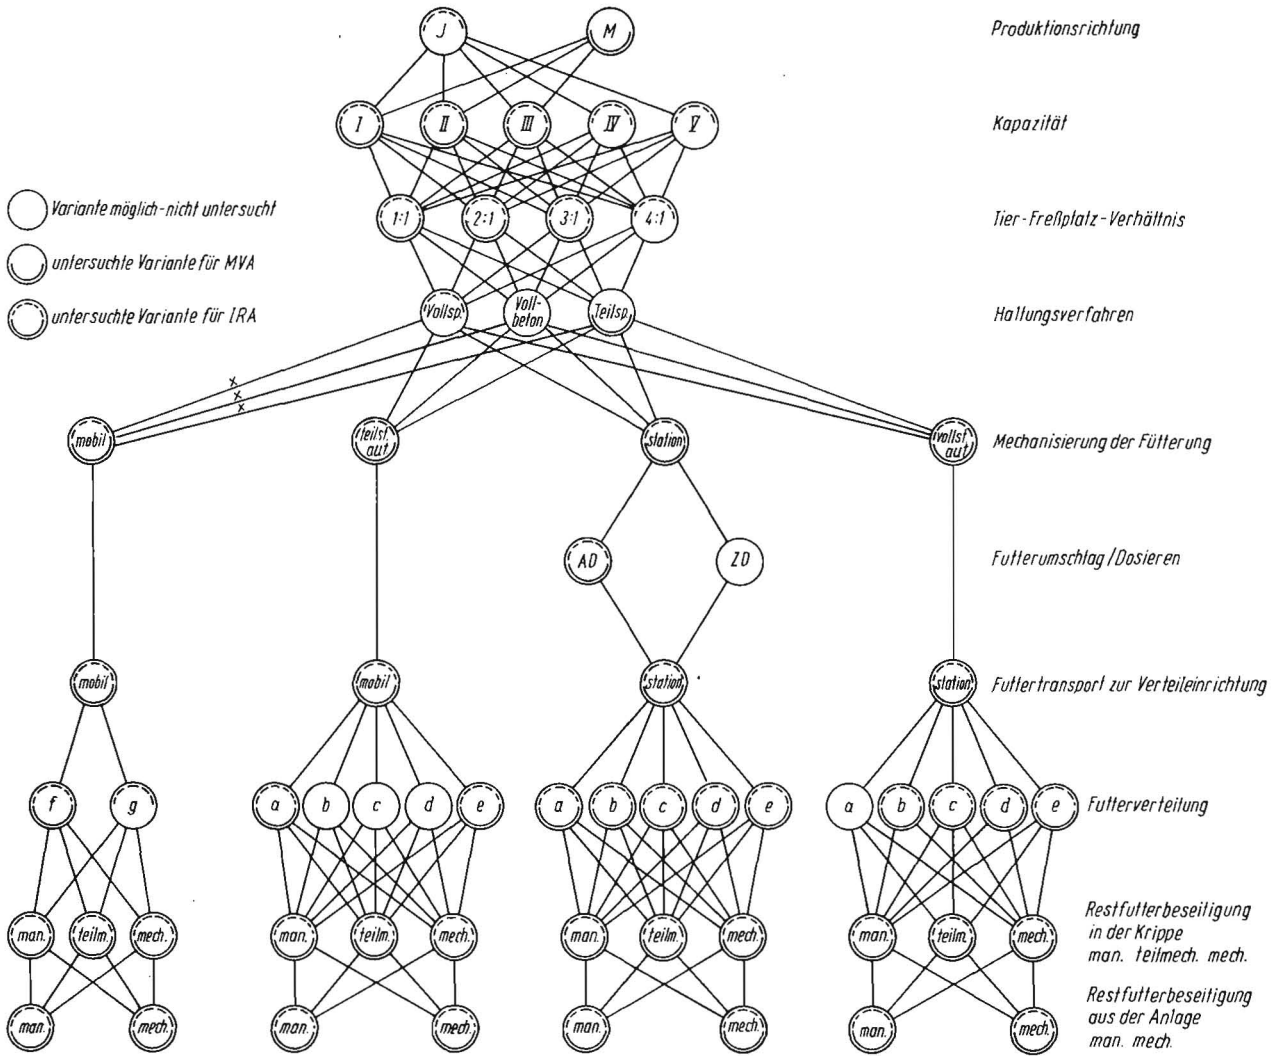 J M Produktionsrichtung
I II III IV V Kapazität
1:1 2:1 3:1 4:1 Tier-Freßplatz-Verhältnis
Variante möglich-nicht untersucht
untersuchte Variante für MVA
untersuchte Variante für IRA
Vollsp. Voll-
beton Teilsp. Haltungsverfahren
x
x
x
mobil teilst.
aut. station. vollst.
aut. Mechanisierung der Fütterung
AD ZD Futterumschlag/Dosieren
mobil mobil station. station. Futtertransport zur Verteileinrichtung
f g a b c d e a b c d e a b c d e Futterverteilung
man. teilm. mech. man. teilm. mech. man. teilm. mech. man. teilm. mech.
Restfutterbeseitigung
in der Krippe
man. teilmech. mech.
man. mech. man. mech. man. mech. man. mech.
Restfutterbeseitigung
aus der Anlage
man. mech.